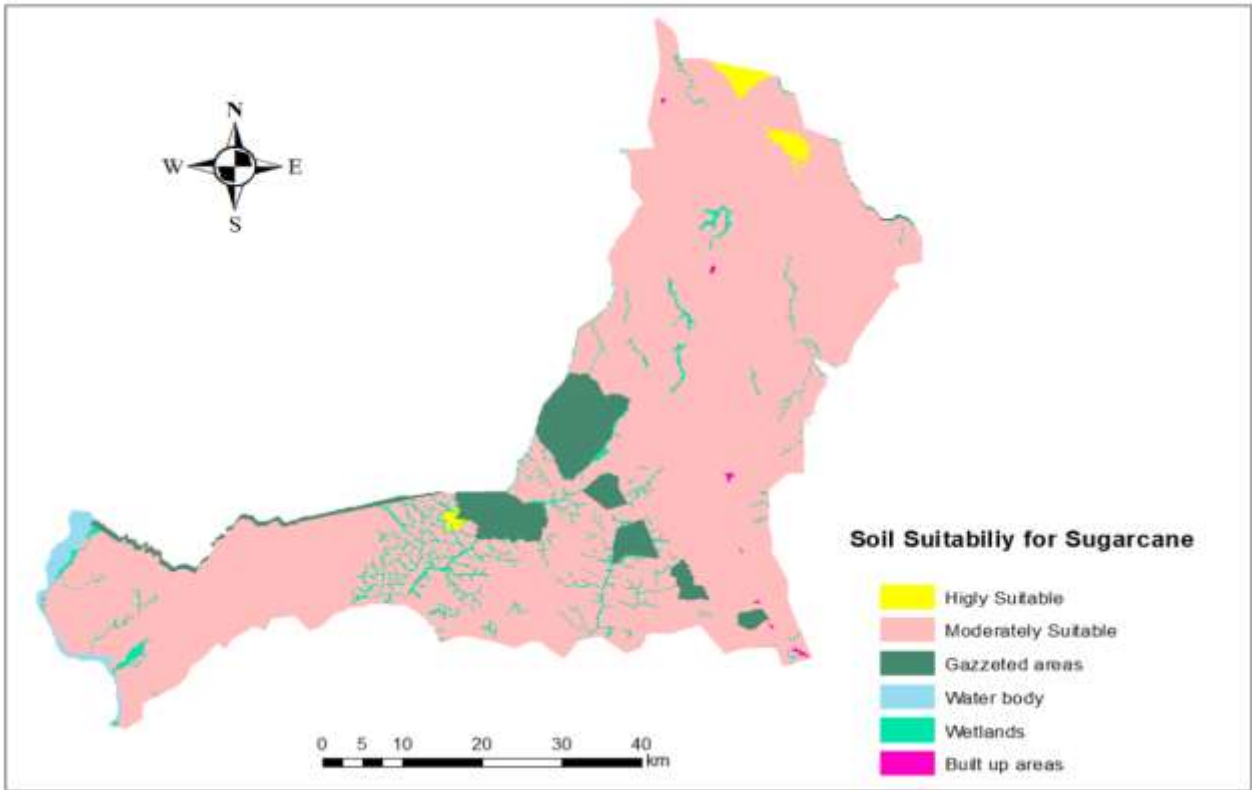 N
W E
S
Soil Suitabiliy for Sugarcane
Higly Suitable
Moderately Suitable
Gazzeted areas
Water body
Wetlands
Built up areas
0 5 10 20 30 40
km